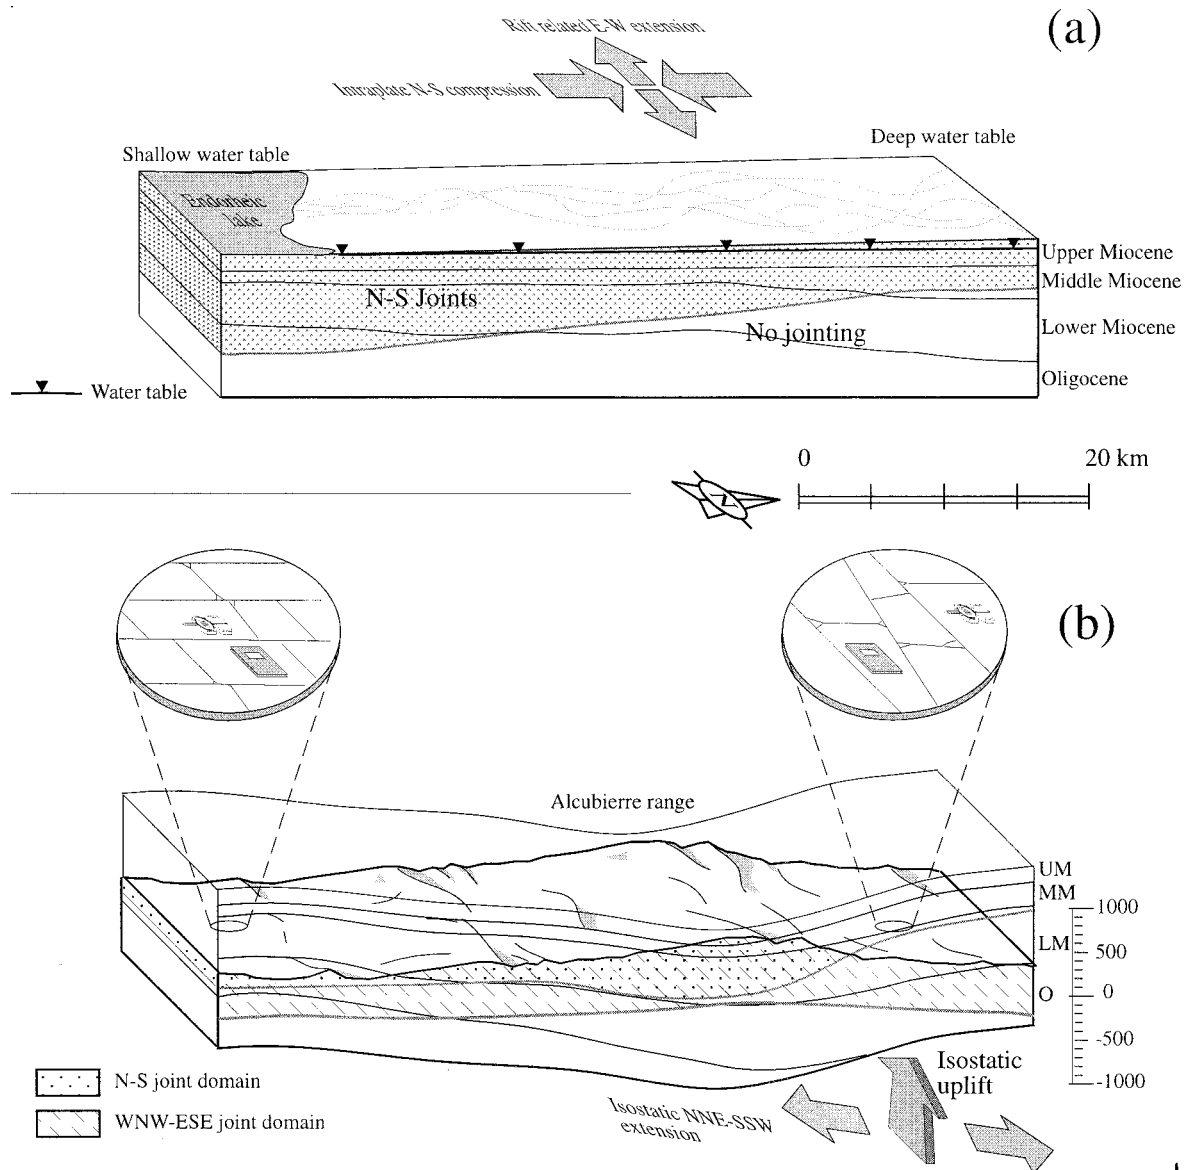 (a)
Rift related E-W extension
Intraplate N-S compression
Deep water table
Shallow water table
Endorheic
lake
Upper Miocene
Middle Miocene
N-S Joints
Lower Miocene
No jointing
Oligocene
Water table
0 20 km
N
(b)
Alcubierre range
UM
MM
1000
LM
500
O
0
-500
-1000
Isostatic
uplift
N-S joint domain
Isostatic NNE-SSW
extension
WNW-ESE joint domain